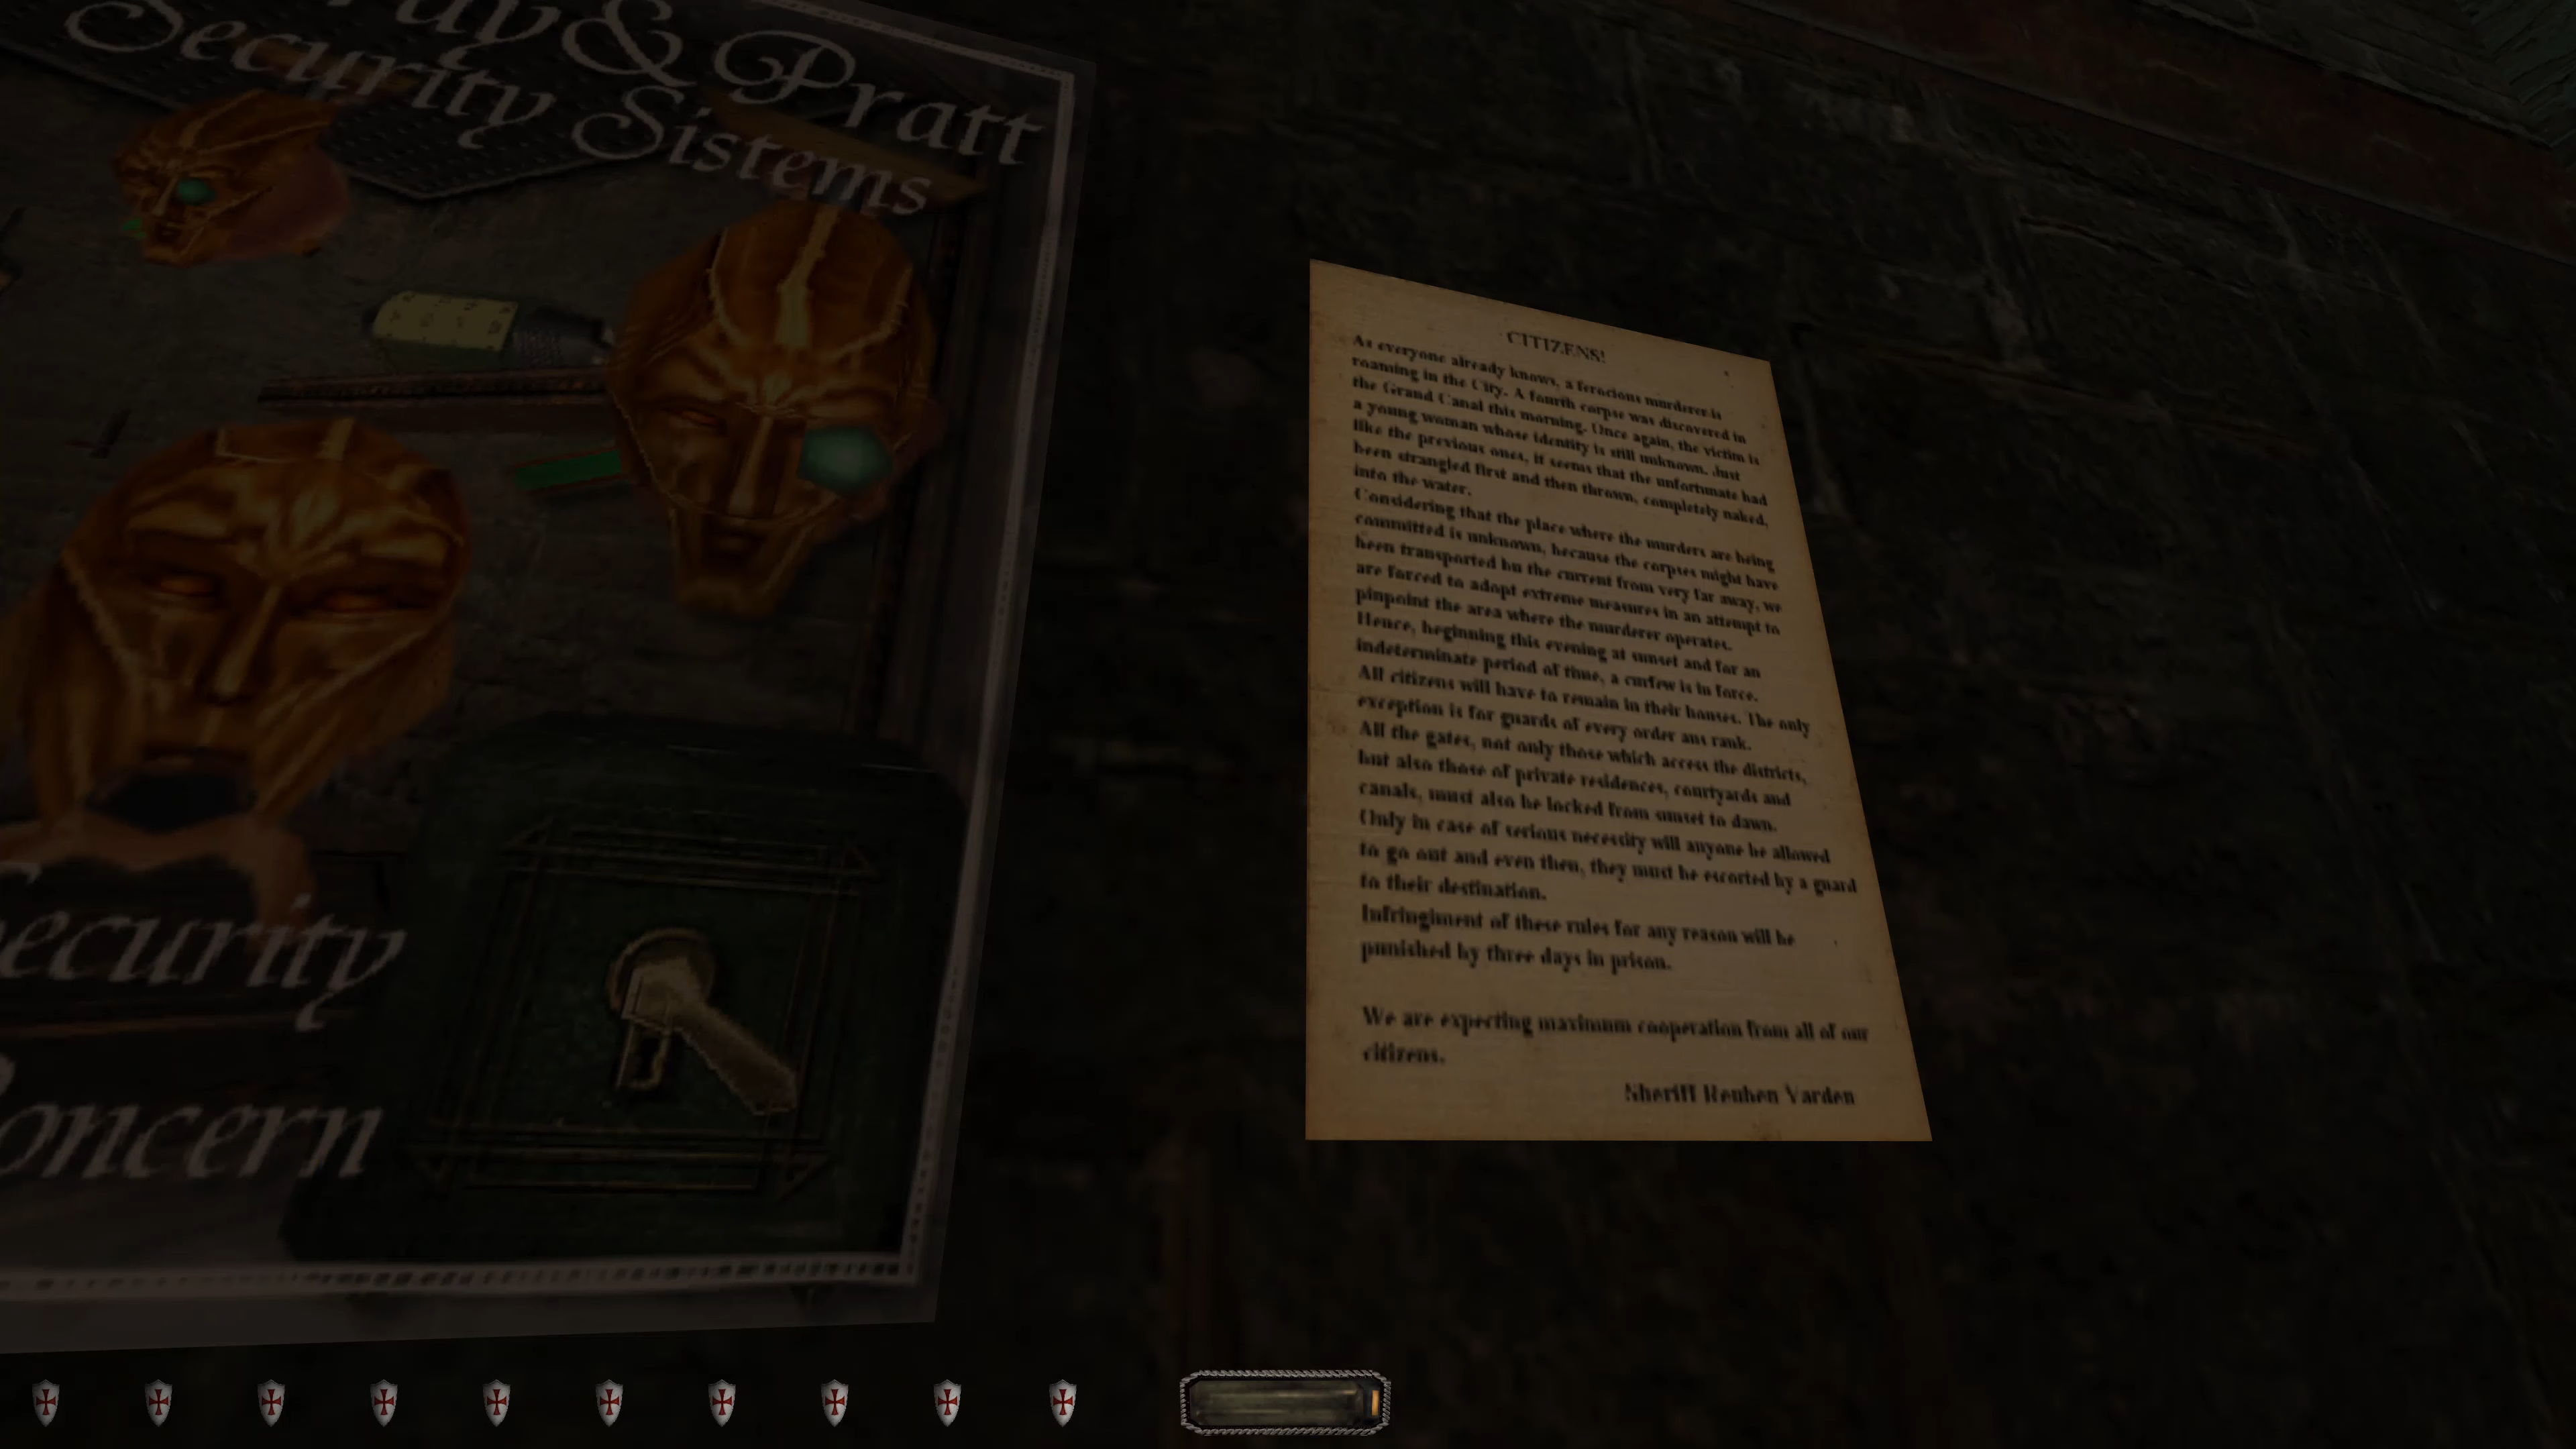 & Pratt
Security Sistems
Security
Concern
CITIZENS!
As everyone already knows, a ferocious murderer is
roaming in the City. A fourth corpse was discovered in
the Grand Canal this morning. Once again, the victim is
a young woman whose identity is still unknown. Just
like the previous ones, it seems that the unfortunate had
been strangled first and then thrown, completely naked,
into the water.
Considering that the place where the murders are being
committed is unknown, because the corpses might have
been transported bu the current from very far away, we
are forced to adopt extreme measures in an attempt to
pinpoint the area where the murderer operates.
Hence, beginning this evening at sunset and for an
indeterminate period of time, a curfew is in force.
All citizens will have to remain in their houses. The only
exception is for guards of every order ans rank.
All the gates, not only those which access the districts,
but also those of private residences, courtyards and
canals, must also be locked from sunset to dawn.
Only in case of serious necessity will anyone be allowed
to go out and even then, they must be escorted by a guard
to their destination.
Infringiment of these rules for any reason will be
punished by three days in prison.
We are expecting maximum cooperation from all of our
citizens.
Sheriff Reuben Varden